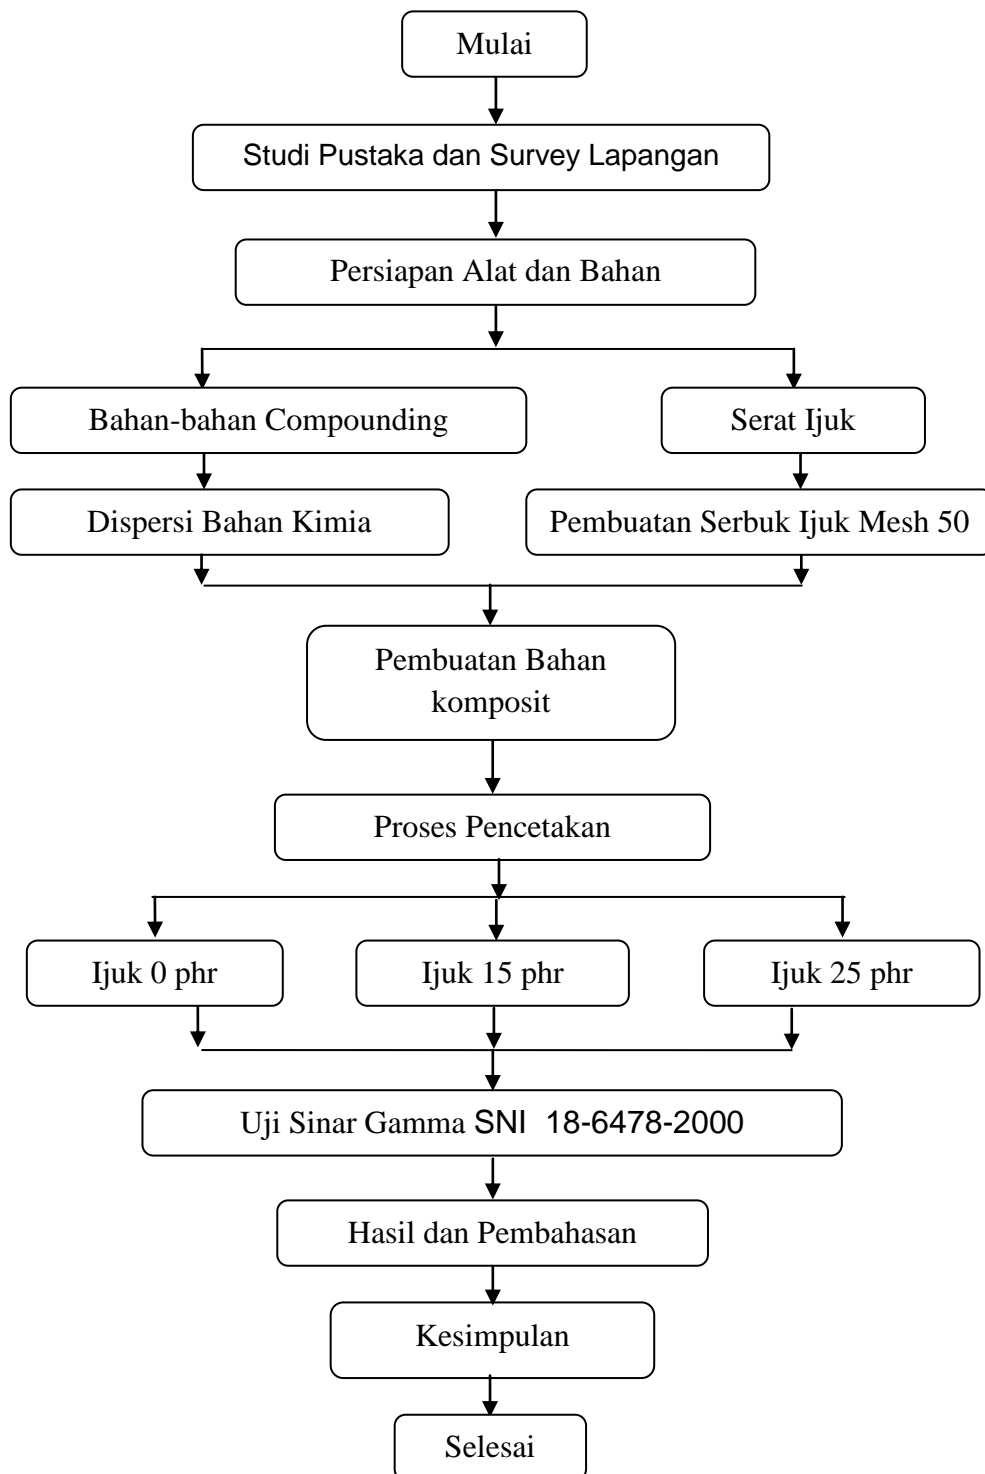 Mulai
Studi Pustaka dan Survey Lapangan
Persiapan Alat dan Bahan
Bahan-bahan Compounding
Serat Ijuk
Dispersi Bahan Kimia
Pembuatan Serbuk Ijuk Mesh 50
Pembuatan Bahan
komposit
Proses Pencetakan
Ijuk 0 phr
Ijuk 15 phr
Ijuk 25 phr
Uji Sinar Gamma SNI  18-6478-2000
Hasil dan Pembahasan
Kesimpulan
Selesai